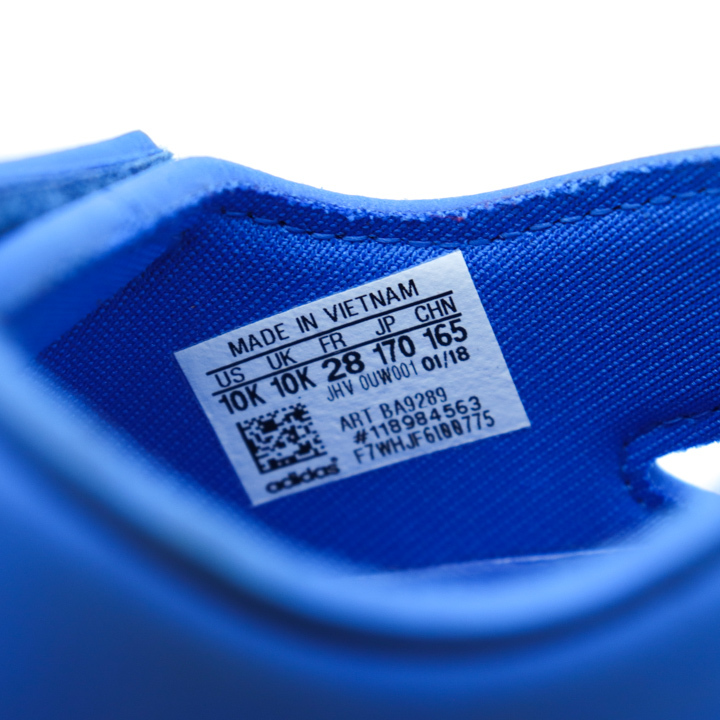 MADE IN VIETNAM
US UK FR JP CHN
10K 10K 28 170 165
JHV 0UW001 01/18
ART BA9289
#118984563
F7WHJF6100775
adidas